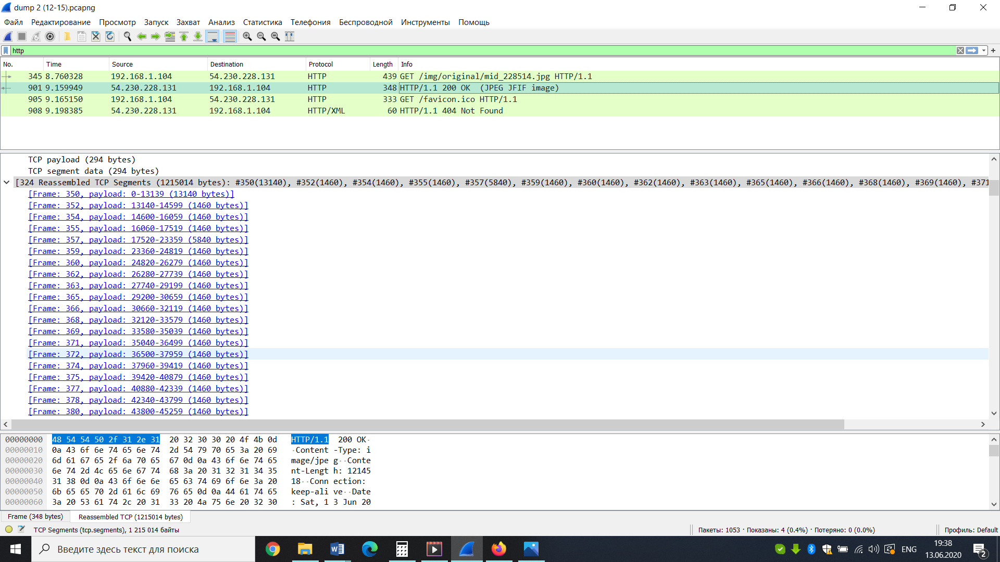 dump 2 (12-15).pcapng
Файл Редактирование Просмотр Запуск Захват Анализ Статистика Телефония Беспроводной Инструменты Помощь
http
No. Time Source Destination Protocol Length Info
345 8.760328 192.168.1.104 54.230.228.131 HTTP 439 GET /img/original/mid_228514.jpg HTTP/1.1
901 9.159949 54.230.228.131 192.168.1.104 HTTP 348 HTTP/1.1 200 OK (JPEG JFIF image)
905 9.165150 192.168.1.104 54.230.228.131 HTTP 333 GET /favicon.ico HTTP/1.1
908 9.198385 54.230.228.131 192.168.1.104 HTTP/XML 60 HTTP/1.1 404 Not Found
TCP payload (294 bytes)
TCP segment data (294 bytes)
[324 Reassembled TCP Segments (1215014 bytes): #350(13140), #352(1460), #354(1460), #355(1460), #357(5840), #359(1460), #360(1460), #362(1460), #363(1460), #365(1460), #366(1460), #368(1460), #369(1460), #371
[Frame: 350, payload: 0-13139 (13140 bytes)]
[Frame: 352, payload: 13140-14599 (1460 bytes)]
[Frame: 354, payload: 14600-16059 (1460 bytes)]
[Frame: 355, payload: 16060-17519 (1460 bytes)]
[Frame: 357, payload: 17520-23359 (5840 bytes)]
[Frame: 359, payload: 23360-24819 (1460 bytes)]
[Frame: 360, payload: 24820-26279 (1460 bytes)]
[Frame: 362, payload: 26280-27739 (1460 bytes)]
[Frame: 363, payload: 27740-29199 (1460 bytes)]
[Frame: 365, payload: 29200-30659 (1460 bytes)]
[Frame: 366, payload: 30660-32119 (1460 bytes)]
[Frame: 368, payload: 32120-33579 (1460 bytes)]
[Frame: 369, payload: 33580-35039 (1460 bytes)]
[Frame: 371, payload: 35040-36499 (1460 bytes)]
[Frame: 372, payload: 36500-37959 (1460 bytes)]
[Frame: 374, payload: 37960-39419 (1460 bytes)]
[Frame: 375, payload: 39420-40879 (1460 bytes)]
[Frame: 377, payload: 40880-42339 (1460 bytes)]
[Frame: 378, payload: 42340-43799 (1460 bytes)]
[Frame: 380, payload: 43800-45259 (1460 bytes)]
00000000 48 54 54 50 2f 31 2e 31 20 32 30 30 20 4f 4b 0d HTTP/1.1 200 OK·
00000010 0a 43 6f 6e 74 65 6e 74 2d 54 79 70 65 3a 20 69 ·Content -Type: i
00000020 6d 61 67 65 2f 6a 70 65 67 0d 0a 43 6f 6e 74 65 mage/jpe g··Conte
00000030 6e 74 2d 4c 65 6e 67 74 68 3a 20 31 32 31 34 35 nt-Lengt h: 12145
00000040 31 38 0d 0a 43 6f 6e 6e 65 63 74 69 6f 6e 3a 20 18··Conn ection:
00000050 6b 65 65 70 2d 61 6c 69 76 65 0d 0a 44 61 74 65 keep-ali ve··Date
00000060 3a 20 53 61 74 2c 20 31 33 20 4a 75 6e 20 32 30 : Sat, 1 3 Jun 20
Frame (348 bytes) Reassembled TCP (1215014 bytes)
TCP Segments (tcp.segments), 1 215 014 байты Пакеты: 1053 · Показаны: 4 (0.4%) · Потеряно: 0 (0.0%) Профиль: Default
Введите здесь текст для поиска
ENG
19:38
13.06.2020
2